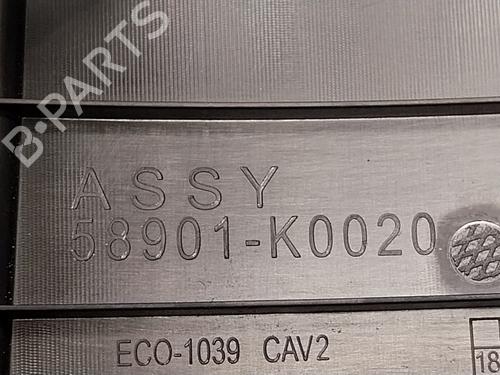 B-PARTS
ASSY
58901-K0020
ECO-1039 CAV2
18